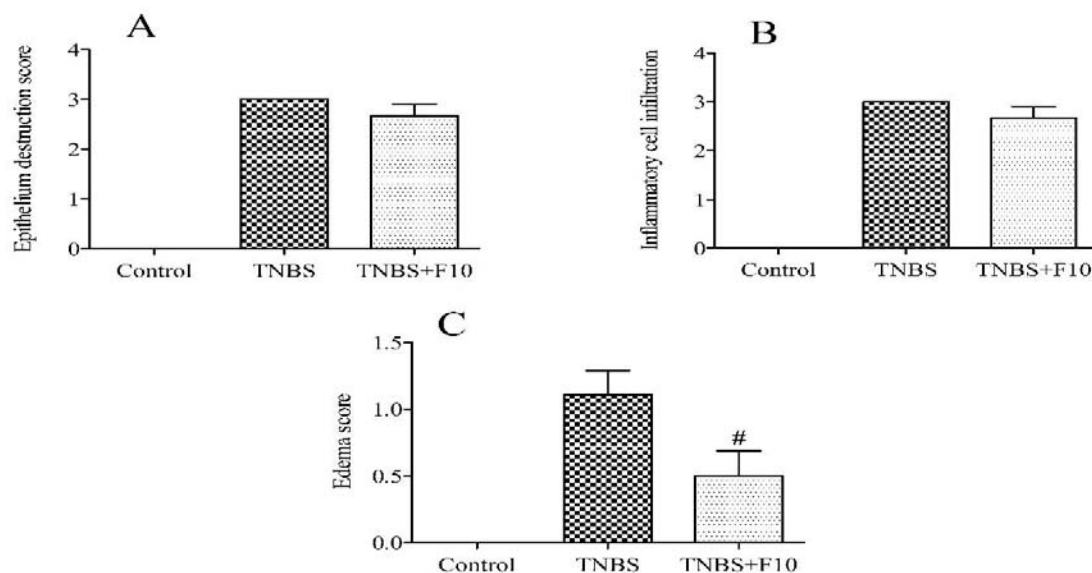 A
Epithelium destruction score
4
3
2
1
0
Control TNBS TNBS+F10
B
Inflammatory cell infiltration
4
3
2
1
0
Control TNBS TNBS+F10
C
Edema score
1.5
1.0
0.5
0.0
#
Control TNBS TNBS+F10